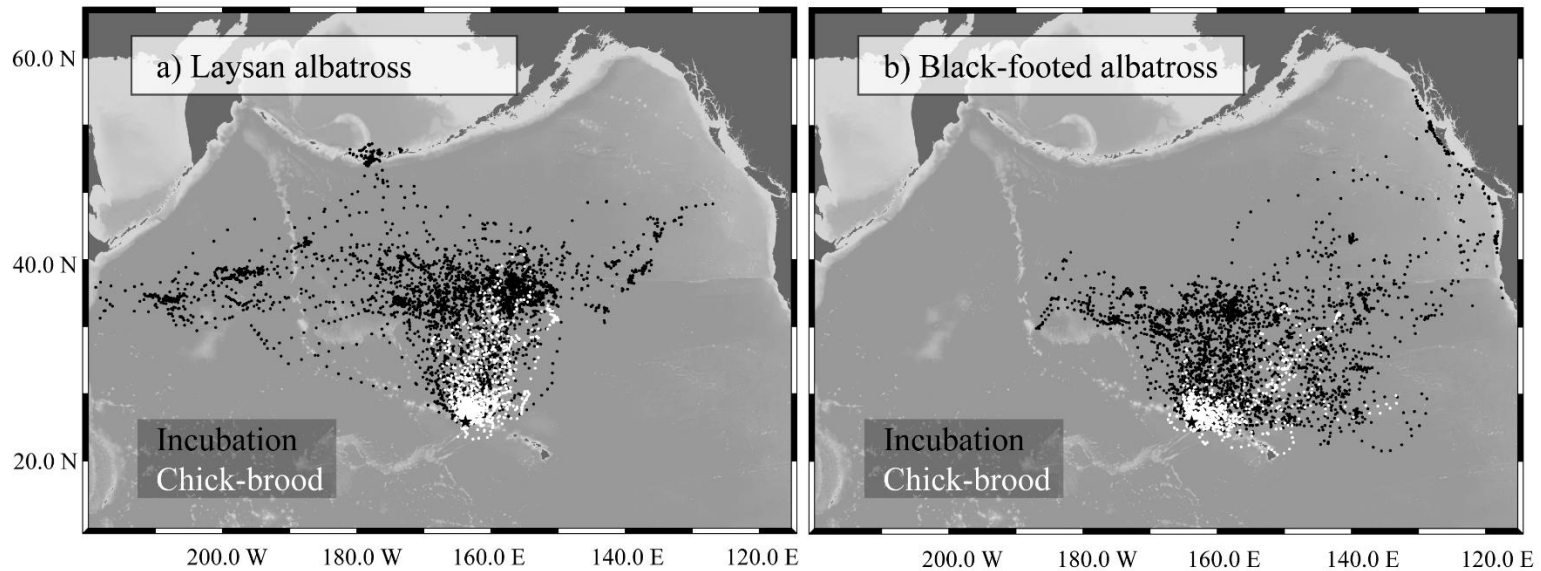 a) Laysan albatross
b) Black-footed albatross
60.0 N
40.0 N
20.0 N
Incubation
Chick-brood
Incubation
Chick-brood
200.0 W
180.0 W
160.0 E
140.0 E
120.0 E
200.0 W
180.0 W
160.0 E
140.0 E
120.0 E